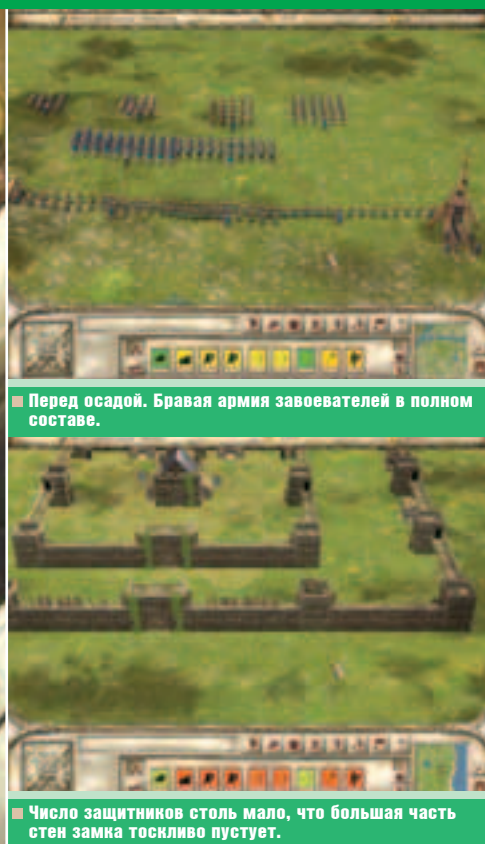 Перед осадой. Бравая армия завоевателей в полном
составе.
Число защитников столь мало, что большая часть
стен замка тоскливо пустует.